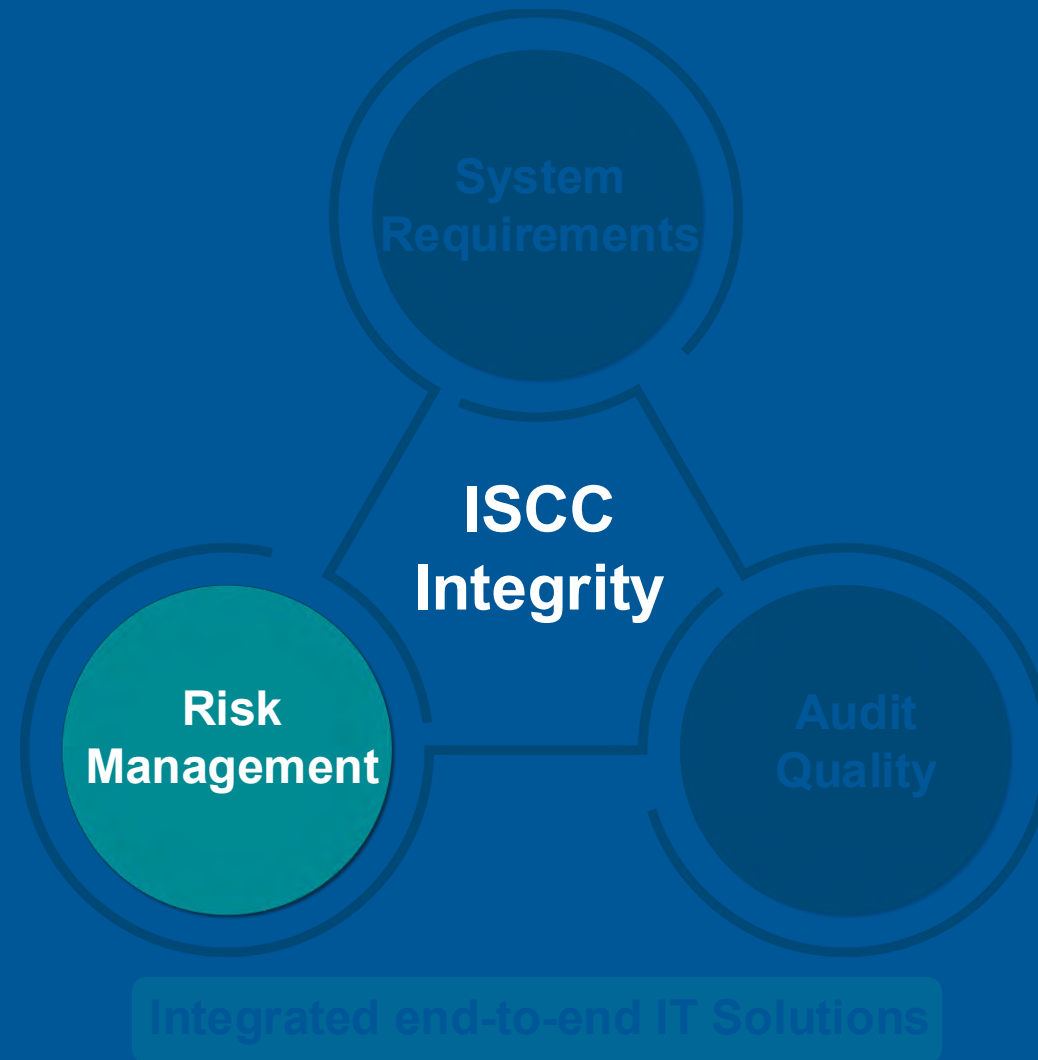 System
Requirements
ISCC
Integrity
Risk
Management
Audit
Quality
Integrated end-to-end IT Solutions